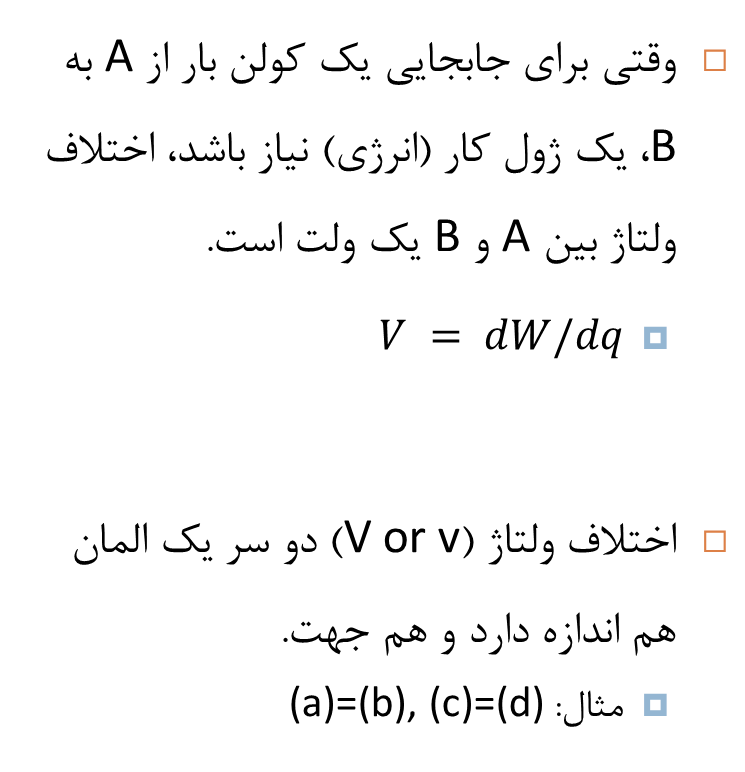 وقتی برای جابجایی یک کولن بار از A به
B، یک ژول کار (انرژی) نیاز باشد، اختلاف
ولتاژ بین A و B یک ولت است.
V = dW/dq
اختلاف ولتاژ (V or v) دو سر یک المان
هم اندازه دارد و هم جهت.
مثال: (a)=(b), (c)=(d)